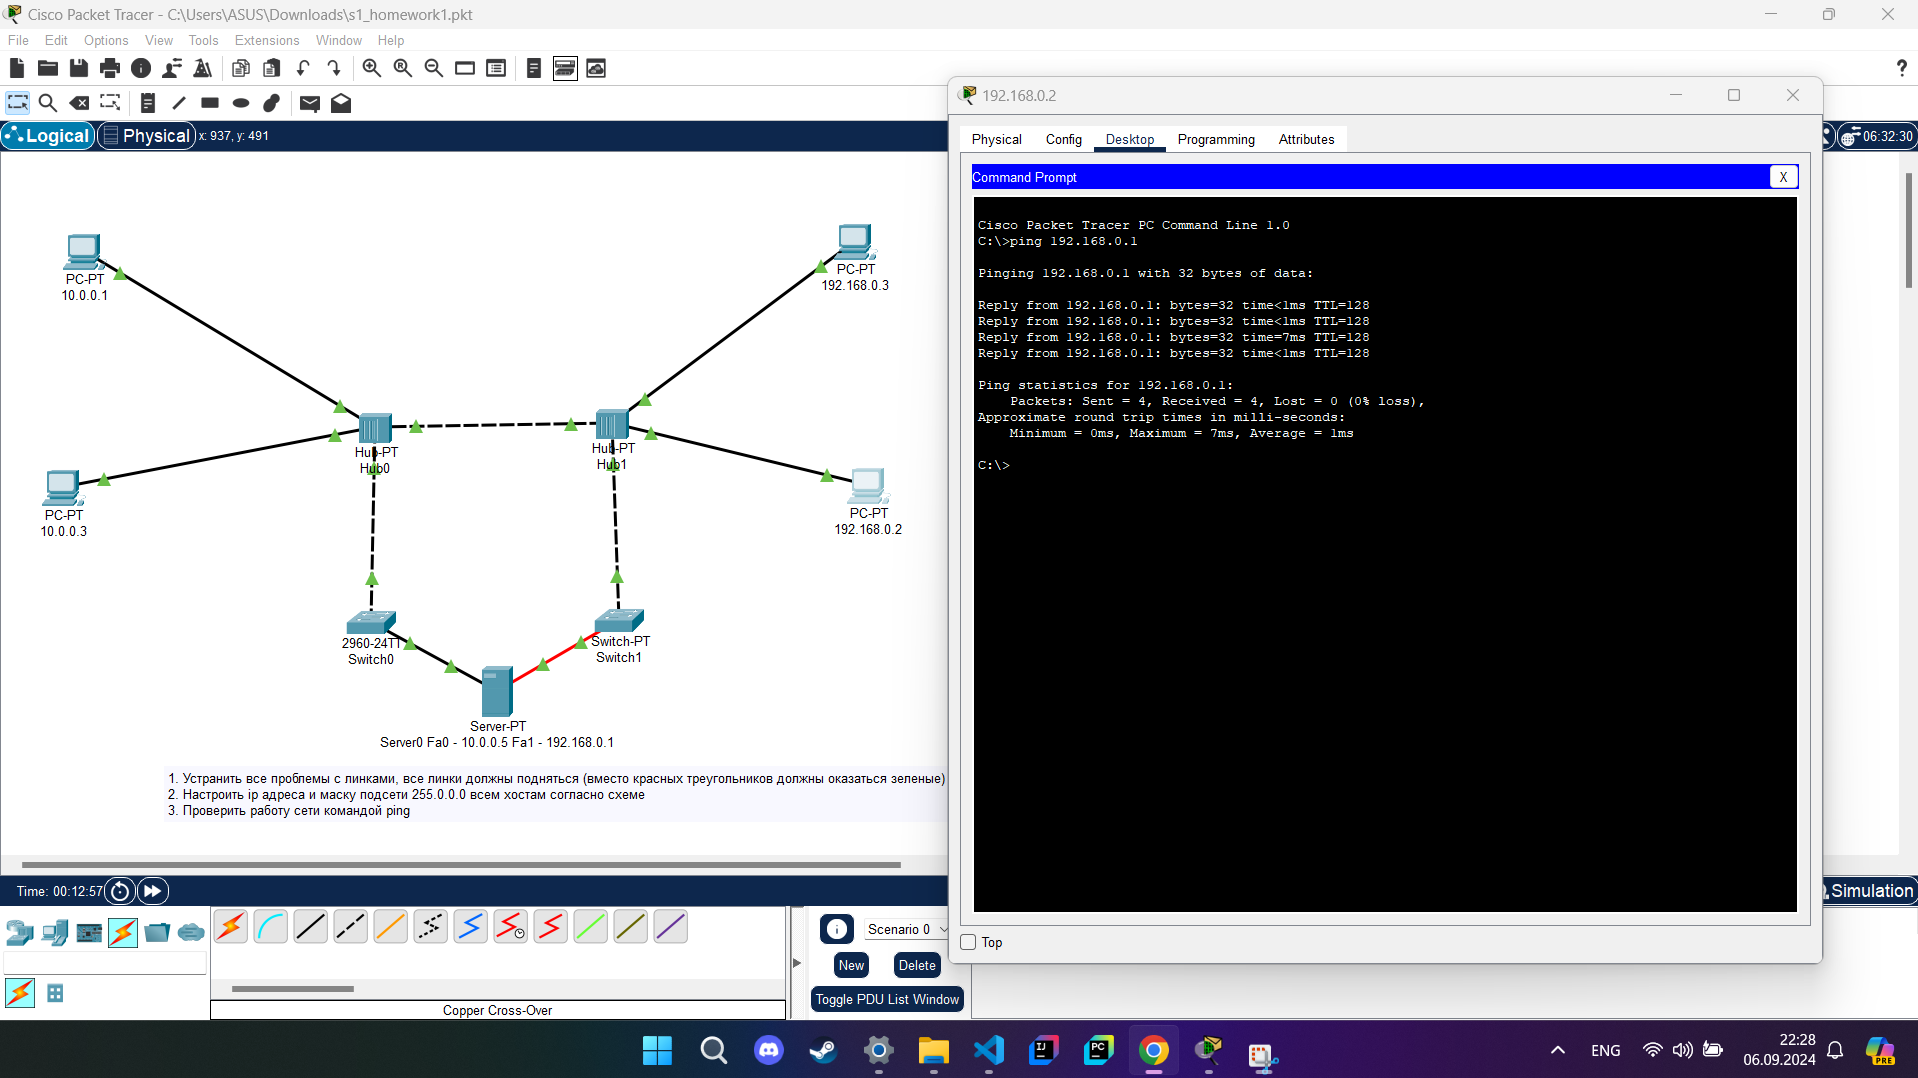 Cisco Packet Tracer - C:\Users\ASUS\Downloads\s1_homework1.pkt
File Edit Options View Tools Extensions Window Help
Logical Physical x: 937, y: 491
06:32:30
PC-PT
10.0.0.1
PC-PT
192.168.0.3
Hub-PT
Hub0
Hub-PT
Hub1
PC-PT
10.0.0.3
PC-PT
192.168.0.2
2960-24TT
Switch0
Switch-PT
Switch1
Server-PT
Server0 Fa0 - 10.0.0.5 Fa1 - 192.168.0.1
1. Устранить все проблемы с линками, все линки должны подняться (вместо красных треугольников должны оказаться зеленые)
2. Настроить ip адреса и маску подсети 255.0.0.0 всем хостам согласно схеме
3. Проверить работу сети командой ping
192.168.0.2
Physical Config Desktop Programming Attributes
Command Prompt
X
Cisco Packet Tracer PC Command Line 1.0
C:\>ping 192.168.0.1
Pinging 192.168.0.1 with 32 bytes of data:
Reply from 192.168.0.1: bytes=32 time<1ms TTL=128
Reply from 192.168.0.1: bytes=32 time<1ms TTL=128
Reply from 192.168.0.1: bytes=32 time=7ms TTL=128
Reply from 192.168.0.1: bytes=32 time<1ms TTL=128
Ping statistics for 192.168.0.1:
Packets: Sent = 4, Received = 4, Lost = 0 (0% loss),
Approximate round trip times in milli-seconds:
Minimum = 0ms, Maximum = 7ms, Average = 1ms
C:\>
Top
Time: 00:12:57
Simulation
Scenario 0
New Delete
Toggle PDU List Window
Copper Cross-Over
ENG
22:28
06.09.2024
IJ
PC
PRE